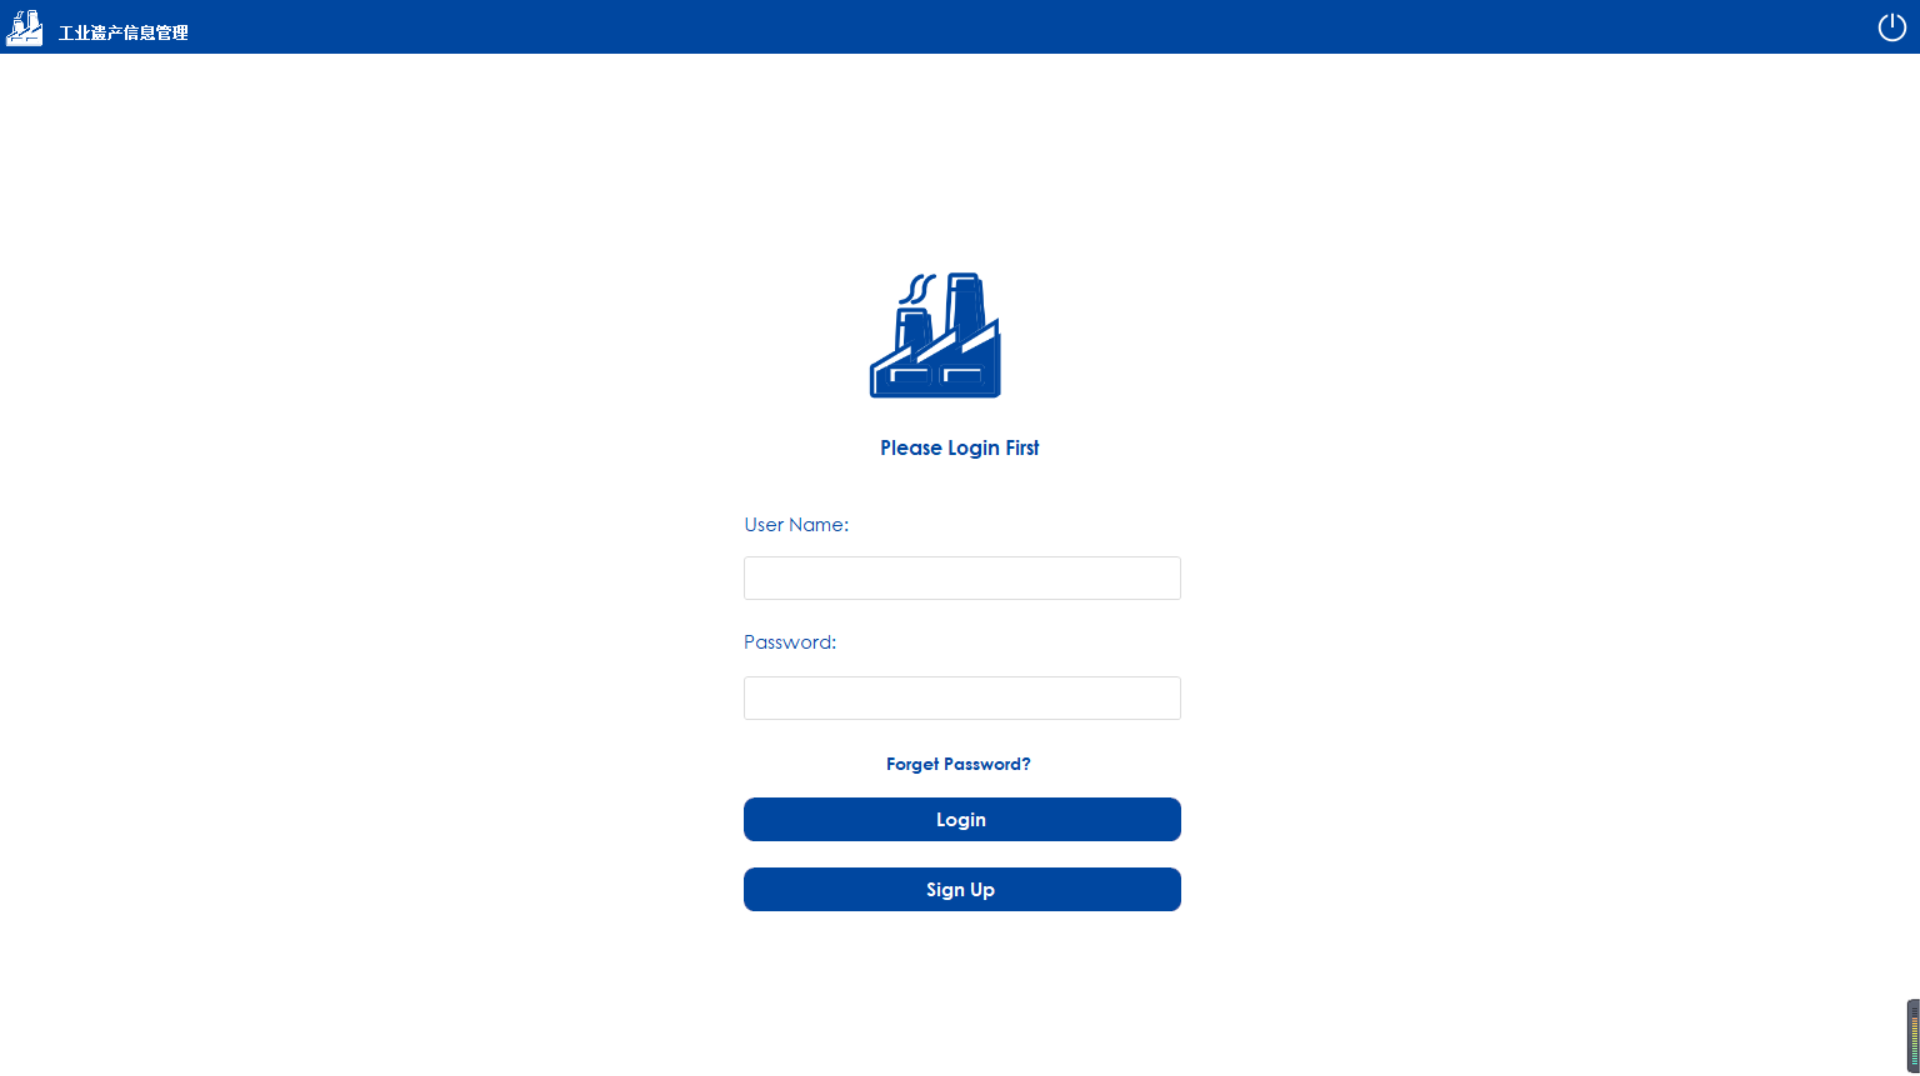 工业遗产信息管理
Please Login First
User Name:
Password:
Forget Password?
Login
Sign Up